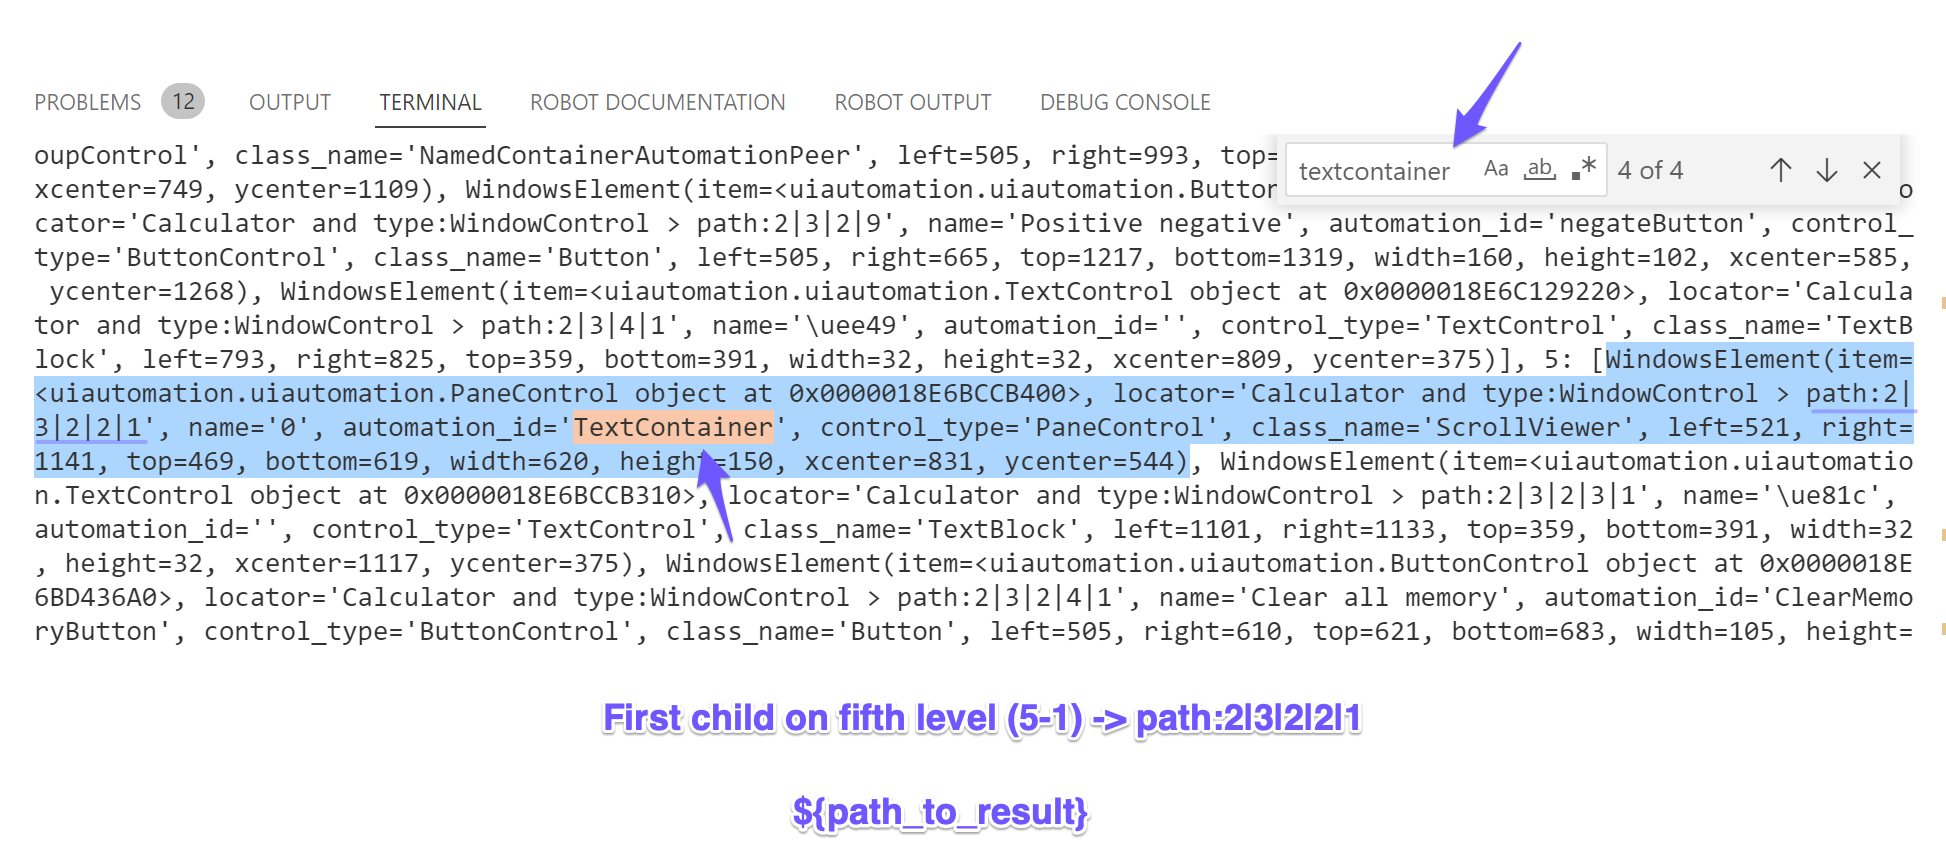 PROBLEMS 12 OUTPUT TERMINAL ROBOT DOCUMENTATION ROBOT OUTPUT DEBUG CONSOLE
textcontainer Aa ab .* 4 of 4
oupControl', class_name='NamedContainerAutomationPeer', left=505, right=993, top=
xcenter=749, ycenter=1109), WindowsElement(item=<uiautomation.uiautomation.Button o
cator='Calculator and type:WindowControl > path:2|3|2|9', name='Positive negative', automation_id='negateButton', control_
type='ButtonControl', class_name='Button', left=505, right=665, top=1217, bottom=1319, width=160, height=102, xcenter=585,
ycenter=1268), WindowsElement(item=<uiautomation.uiautomation.TextControl object at 0x0000018E6C129220>, locator='Calcula
tor and type:WindowControl > path:2|3|4|1', name='\uee49', automation_id='', control_type='TextControl', class_name='TextB
lock', left=793, right=825, top=359, bottom=391, width=32, height=32, xcenter=809, ycenter=375)], 5: [WindowsElement(item=
<uiautomation.uiautomation.PaneControl object at 0x0000018E6BCCB400>, locator='Calculator and type:WindowControl > path:2|
3|2|2|1', name='0', automation_id='TextContainer', control_type='PaneControl', class_name='ScrollViewer', left=521, right=
1141, top=469, bottom=619, width=620, height=150, xcenter=831, ycenter=544), WindowsElement(item=<uiautomation.uiautomatio
n.TextControl object at 0x0000018E6BCCB310>, locator='Calculator and type:WindowControl > path:2|3|2|3|1', name='\ue81c',
automation_id='', control_type='TextControl', class_name='TextBlock', left=1101, right=1133, top=359, bottom=391, width=32
, height=32, xcenter=1117, ycenter=375), WindowsElement(item=<uiautomation.uiautomation.ButtonControl object at 0x0000018E
6BD436A0>, locator='Calculator and type:WindowControl > path:2|3|2|4|1', name='Clear all memory', automation_id='ClearMemo
ryButton', control_type='ButtonControl', class_name='Button', left=505, right=610, top=621, bottom=683, width=105, height=
First child on fifth level (5-1) -> path:2|3|2|2|1
${path_to_result}